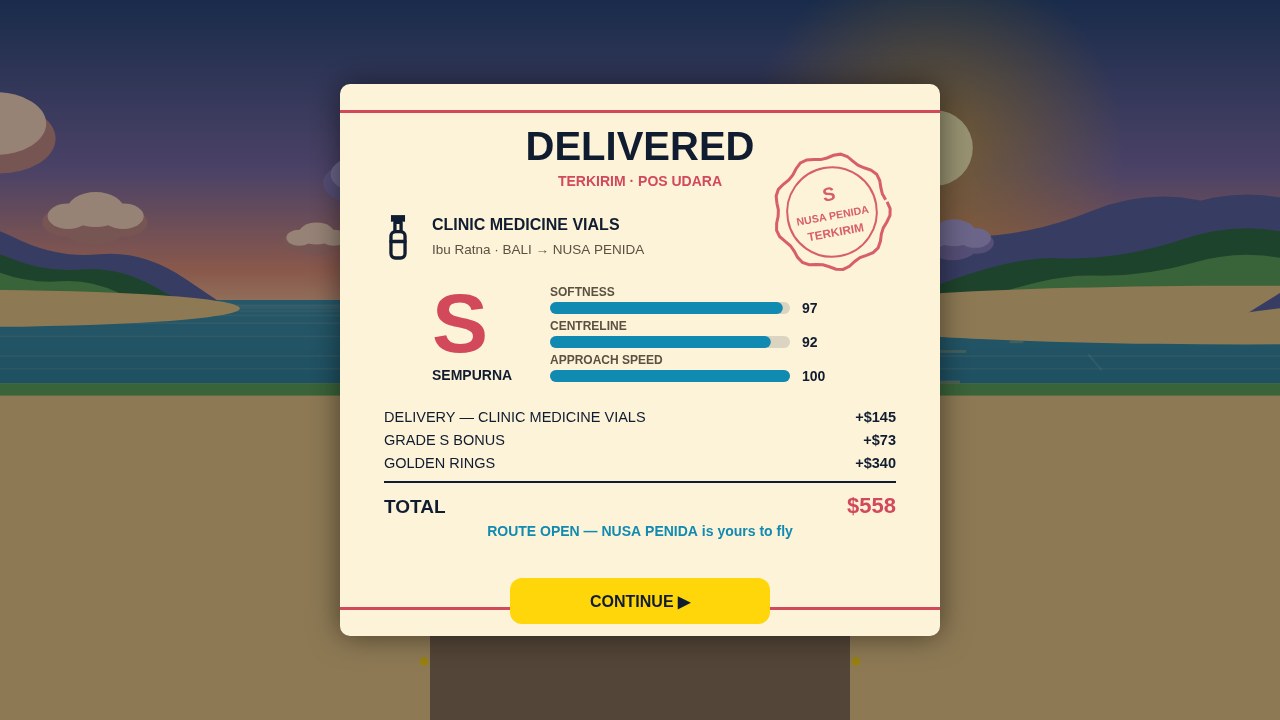 DELIVERED
TERKIRIM · POS UDARA
S
NUSA PENIDA
TERKIRIM
CLINIC MEDICINE VIALS
Ibu Ratna · BALI → NUSA PENIDA
S
SEMPURNA
SOFTNESS
97
CENTRELINE
92
APPROACH SPEED
100
DELIVERY — CLINIC MEDICINE VIALS +$145
GRADE S BONUS +$73
GOLDEN RINGS +$340
TOTAL $558
ROUTE OPEN — NUSA PENIDA is yours to fly
CONTINUE ▶